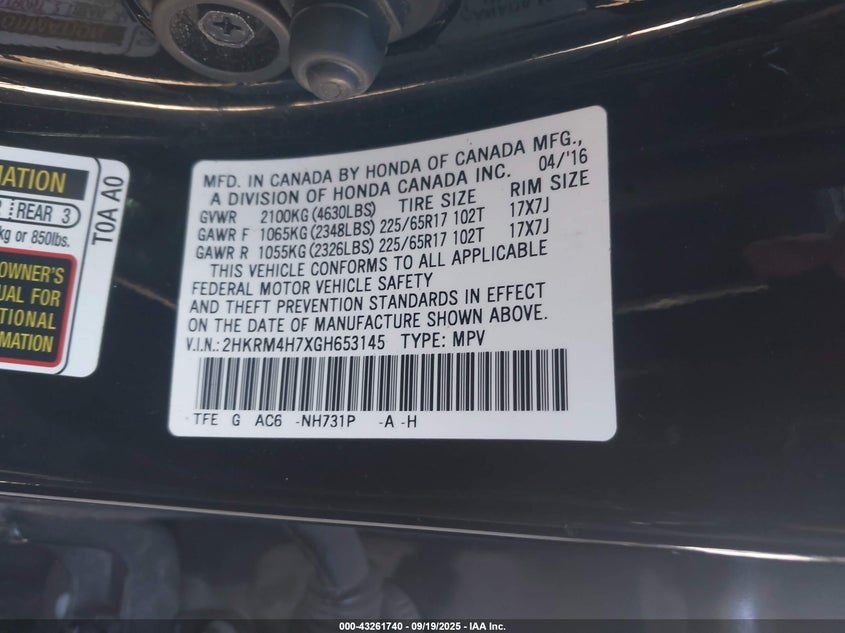 MFD. IN CANADA BY HONDA OF CANADA MFG.,
A DIVISION OF HONDA CANADA INC. 04/'16
GVWR 2100KG(4630LBS) TIRE SIZE RIM SIZE
GAWR F 1065KG(2348LBS) 225/65R17 102T 17X7J
GAWR R 1055KG(2326LBS) 225/65R17 102T 17X7J
THIS VEHICLE CONFORMS TO ALL APPLICABLE
FEDERAL MOTOR VEHICLE SAFETY
AND THEFT PREVENTION STANDARDS IN EFFECT
ON THE DATE OF MANUFACTURE SHOWN ABOVE.
V.I.N.:2HKRM4H7XGH653145 TYPE: MPV
TFE G AC6 -NH731P -A -H
REAR 3
kg or 850lbs.
OWNER'S
FOR
T0A A0
000-43261740 - 09/19/2025 - IAA Inc.